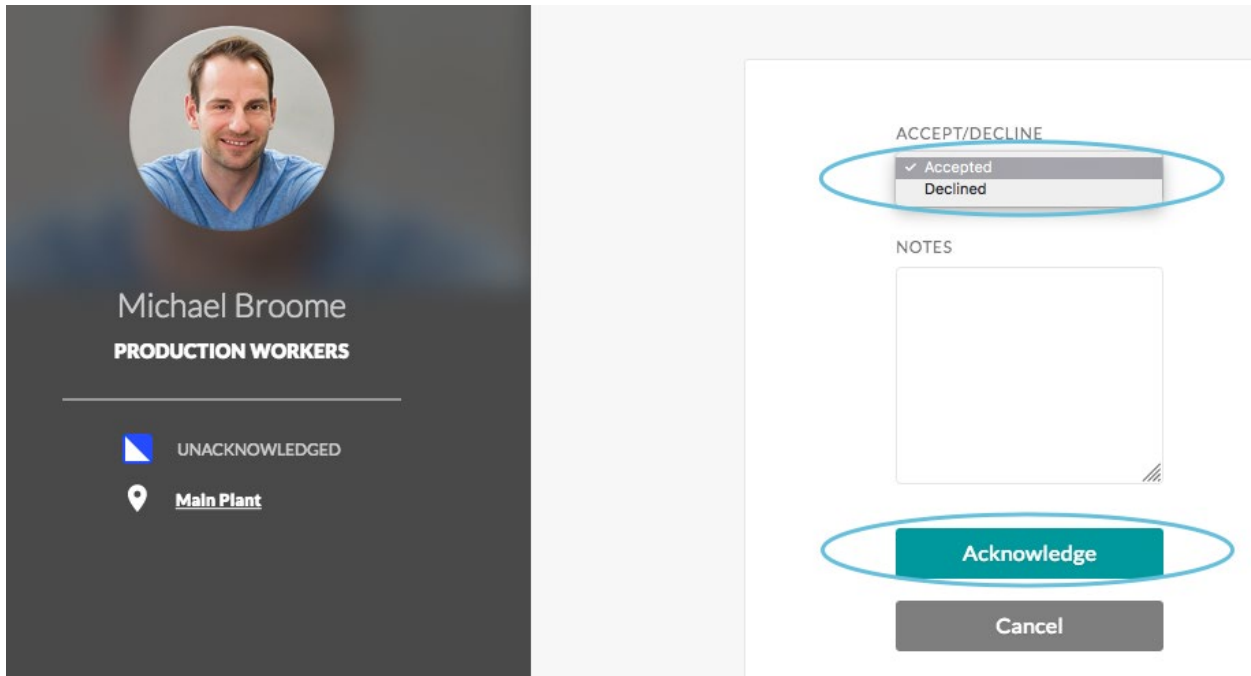 Michael Broome
PRODUCTION WORKERS
UNACKNOWLEDGED
Main Plant
ACCEPT/DECLINE
✓ Accepted
Declined
NOTES
Acknowledge
Cancel